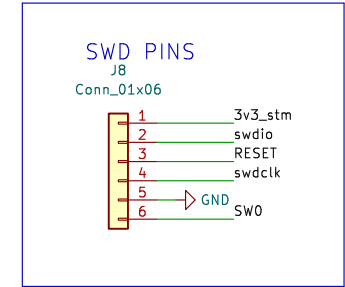 SWD PINS
J8
Conn_01x06
1 3v3_stm
2 swdio
3 RESET
4 swdclk
5 GND
6 SWO